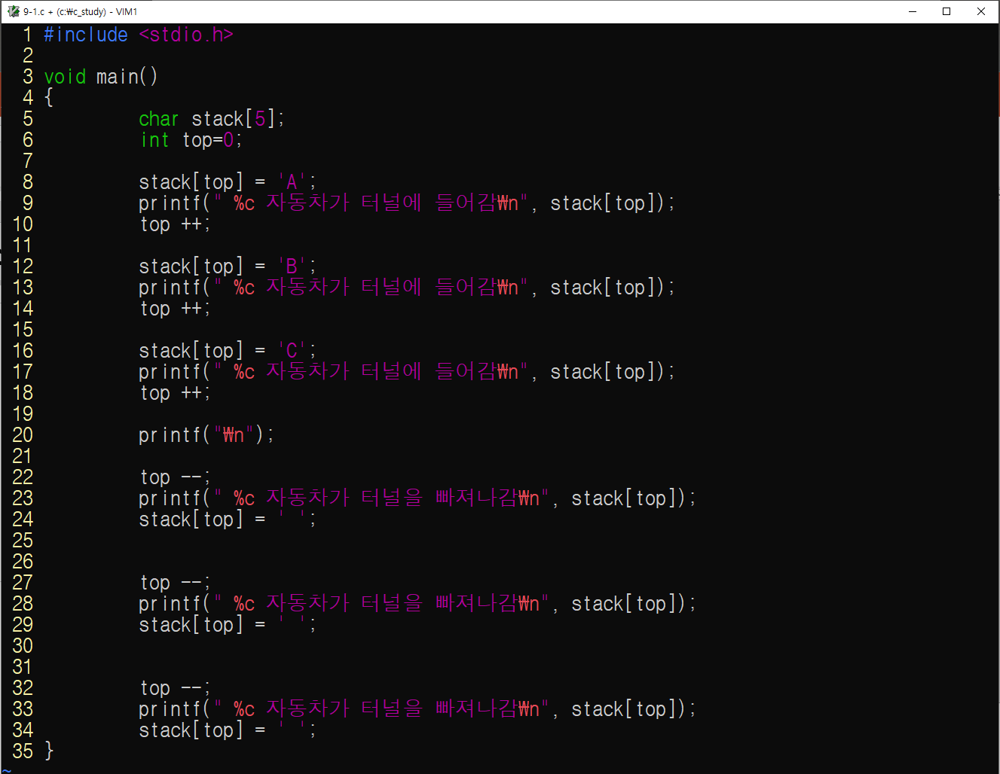 9-1.c + (c:₩c_study) - VIM1
1 #include <stdio.h>
2
3 void main()
4 {
5 char stack[5];
6 int top=0;
7
8 stack[top] = 'A';
9 printf(" %c 자동차가 터널에 들어감₩n", stack[top]);
10 top ++;
11
12 stack[top] = 'B';
13 printf(" %c 자동차가 터널에 들어감₩n", stack[top]);
14 top ++;
15
16 stack[top] = 'C';
17 printf(" %c 자동차가 터널에 들어감₩n", stack[top]);
18 top ++;
19
20 printf("₩n");
21
22 top --;
23 printf(" %c 자동차가 터널을 빠져나감₩n", stack[top]);
24 stack[top] = ' ';
25
26
27 top --;
28 printf(" %c 자동차가 터널을 빠져나감₩n", stack[top]);
29 stack[top] = ' ';
30
31
32 top --;
33 printf(" %c 자동차가 터널을 빠져나감₩n", stack[top]);
34 stack[top] = ' ';
35 }
~